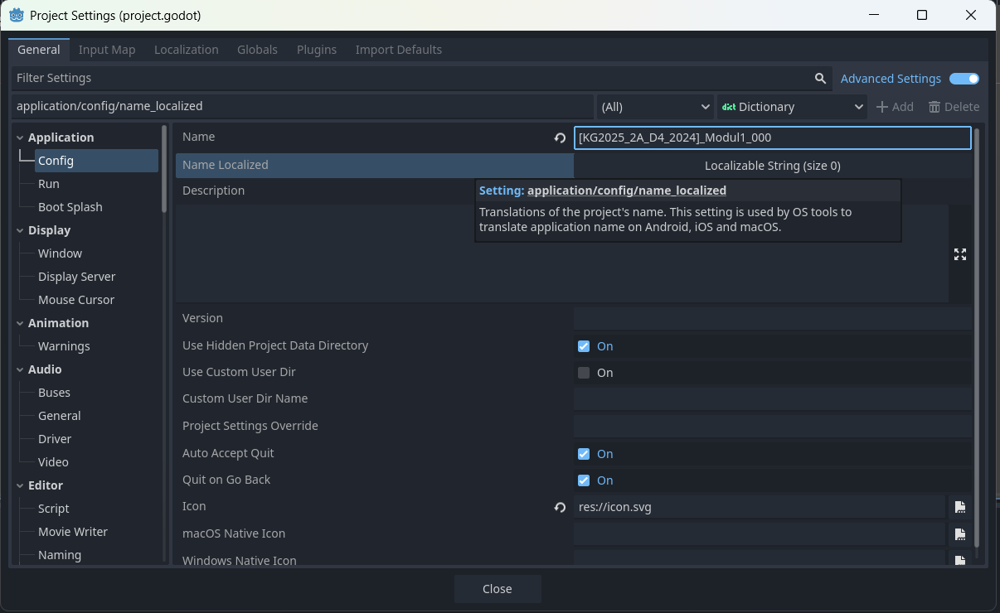 Project Settings (project.godot)
General Input Map Localization Globals Plugins Import Defaults
Filter Settings Advanced Settings
application/config/name_localized (All) dict Dictionary Add Delete
Application
Config
Run
Boot Splash
Display
Window
Display Server
Mouse Cursor
Animation
Warnings
Audio
Buses
General
Driver
Video
Editor
Script
Movie Writer
Naming
Name [KG2025_2A_D4_2024]_Modul1_000
Name Localized Localizable String (size 0)
Description
Setting: application/config/name_localized
Translations of the project's name. This setting is used by OS tools to
translate application name on Android, iOS and macOS.
Version
Use Hidden Project Data Directory On
Use Custom User Dir On
Custom User Dir Name
Project Settings Override
Auto Accept Quit On
Quit on Go Back On
Icon res://icon.svg
macOS Native Icon
Windows Native Icon
Close